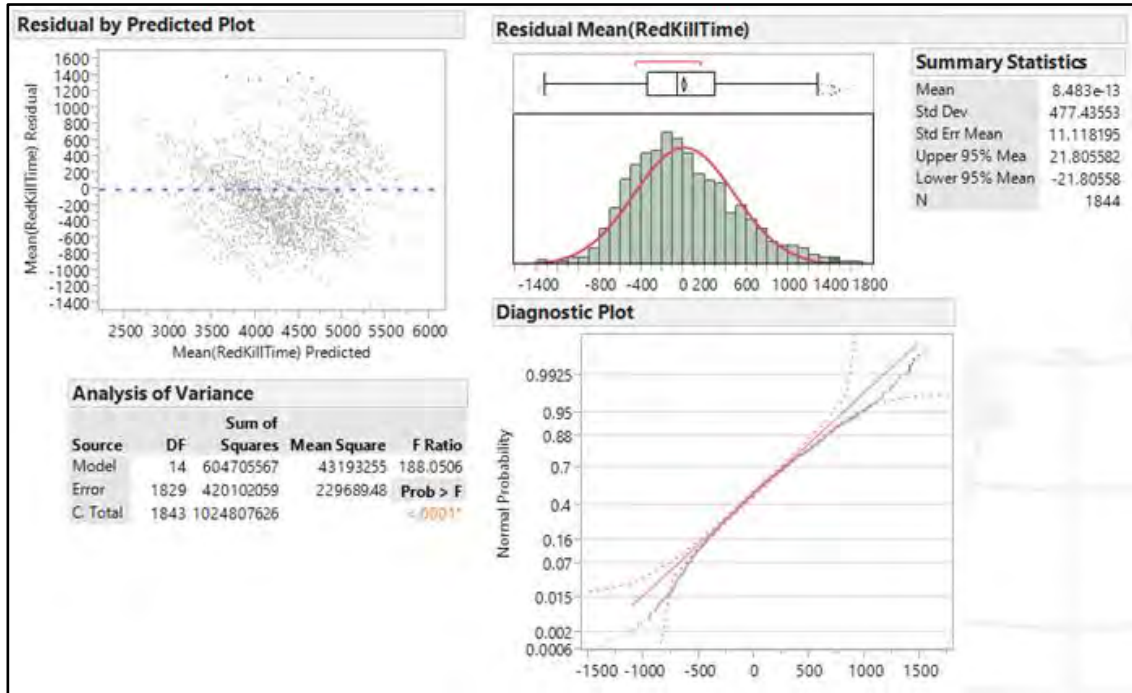 Residual by Predicted Plot
1600
1400
1200
1000
800
600
400
200
0
-200
-400
-600
-800
-1000
-1200
-1400
Mean(RedKillTime) Residual
2500 3000 3500 4000 4500 5000 5500 6000
Mean(RedKillTime) Predicted
Analysis of Variance
Sum of
Source DF Squares Mean Square F Ratio
Model 14 604705567 43193255 188.0506
Error 1829 420102059 229689.48 Prob > F
C. Total 1843 1024807626 <.0001*
Residual Mean(RedKillTime)
-1400 -800 -400 0 200 600 1000 1400 1800
Summary Statistics
Mean 8.483e-13
Std Dev 477.43553
Std Err Mean 11.118195
Upper 95% Mea 21.805582
Lower 95% Mean -21.80558
N 1844
Diagnostic Plot
0.9925
0.95
0.88
0.7
0.4
0.16
0.07
0.015
0.002
0.0006
Normal Probability
-1500 -1000 -500 0 500 1000 1500